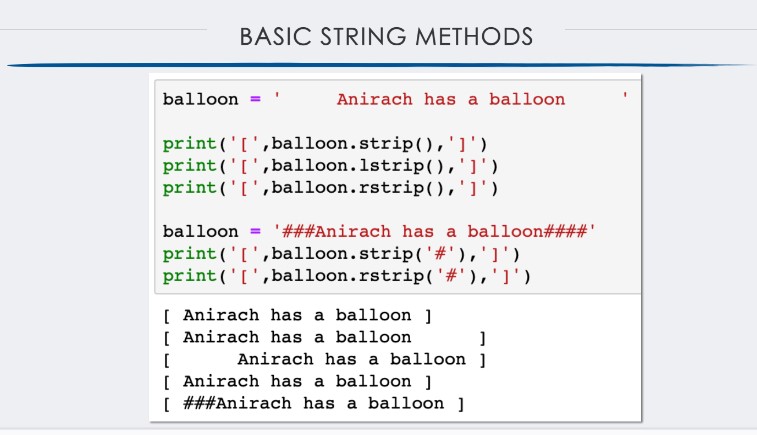 BASIC STRING METHODS
balloon = '     Anirach has a balloon     '
print('[',balloon.strip(),']')
print('[',balloon.lstrip(),']')
print('[',balloon.rstrip(),']')
balloon = '###Anirach has a balloon####'
print('[',balloon.strip('#'),']')
print('[',balloon.rstrip('#'),']')
[ Anirach has a balloon ]
[ Anirach has a balloon      ]
[      Anirach has a balloon ]
[ Anirach has a balloon ]
[ ###Anirach has a balloon ]